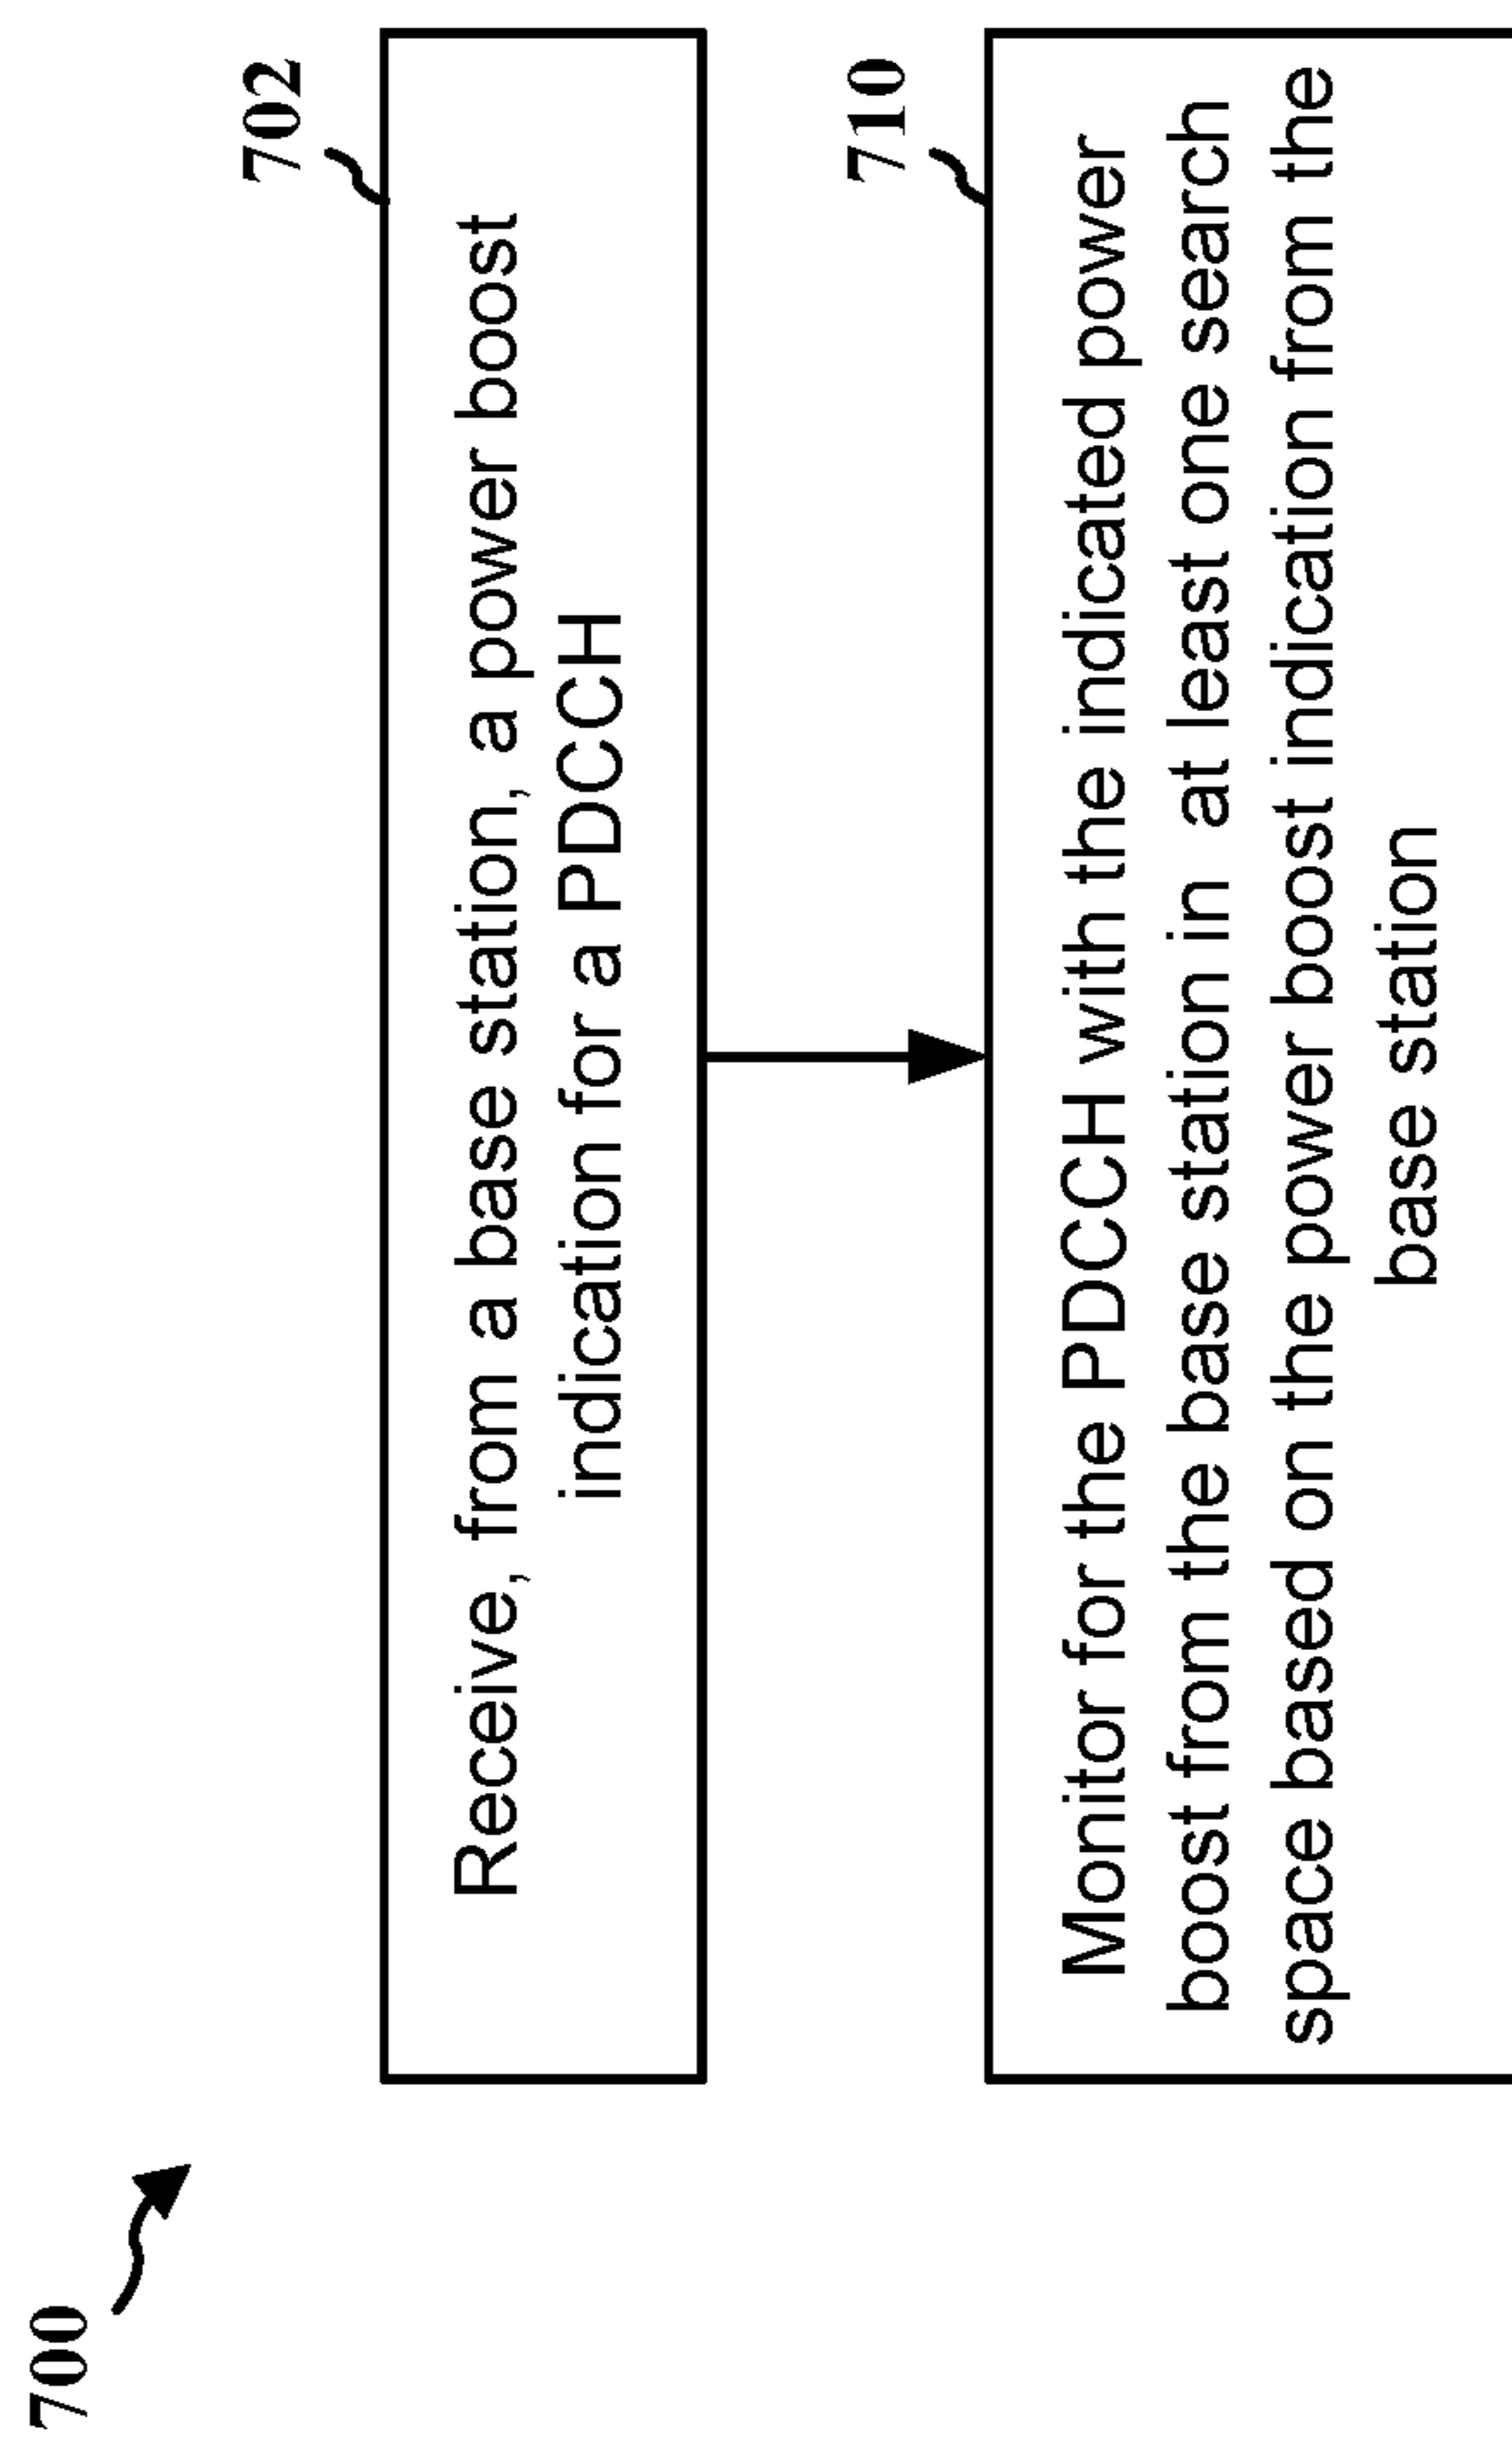 700
702
Receive, from a base station, a power boost
indication for a PDCCH
710
Monitor for the PDCCH with the indicated power
boost from the base station in at least one search
space based on the power boost indication from the
base station